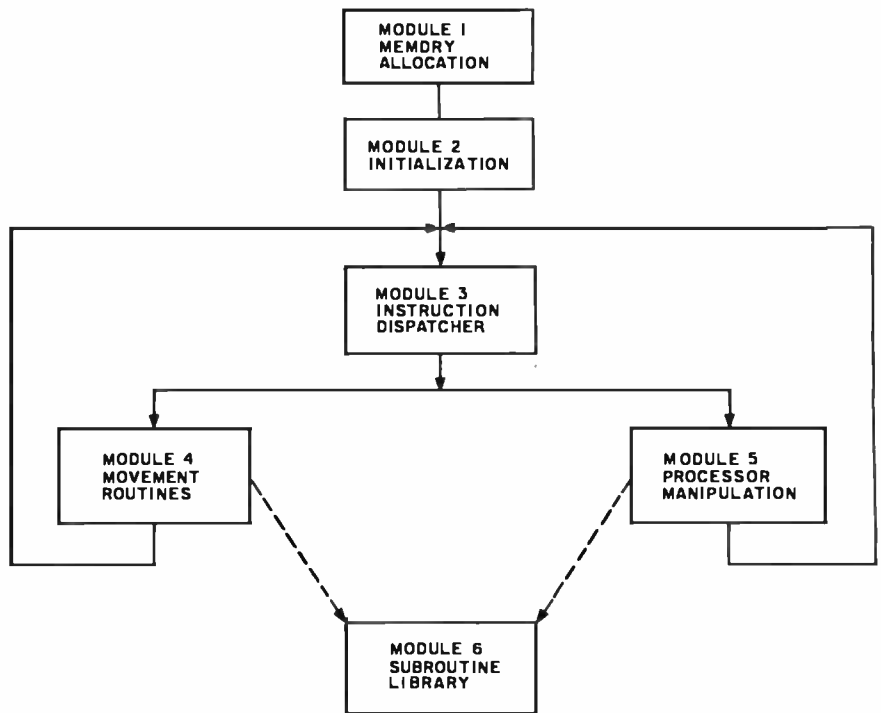 MODULE 1
MEMDRY
ALLOCATION
MODULE 2
INITIALIZATION
MODULE 3
INSTRUCTION
DISPATCHER
MODULE 4
MOVEMENT
ROUTINES
MODULE 5
PROCESSOR
MANIPULATION
MODULE 6
SUBROUTINE
LIBRARY